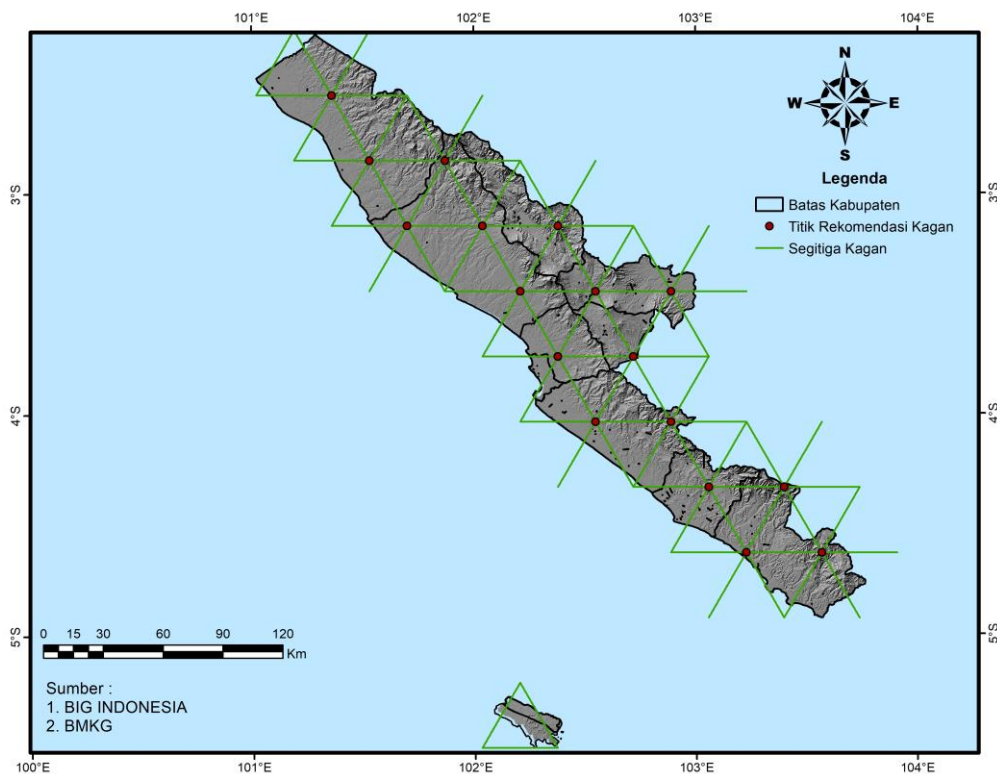 101°E 102°E 103°E 104°E
N
W E
S
Legenda
Batas Kabupaten
Titik Rekomendasi Kagan
Segitiga Kagan
3°S 3°S
4°S 4°S
5°S 5°S
0 15 30 60 90 120
Km
Sumber :
1. BIG INDONESIA
2. BMKG
100°E 101°E 102°E 103°E 104°E